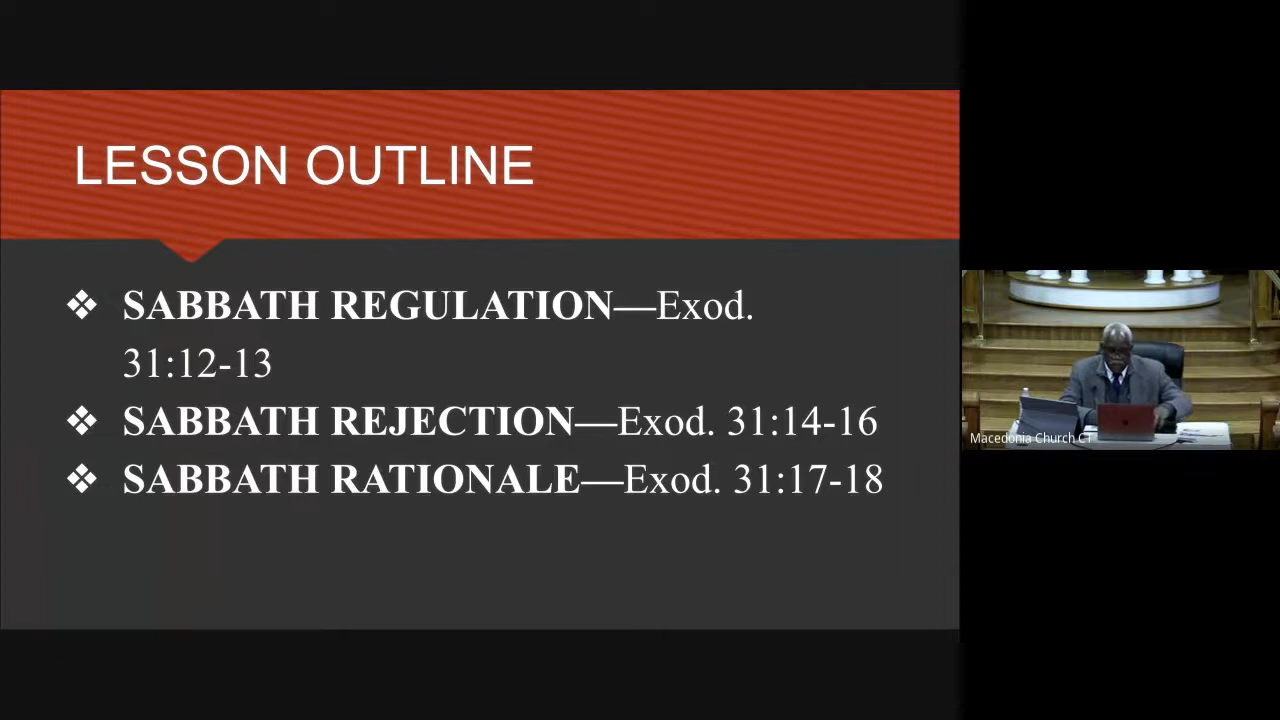 LESSON OUTLINE
❖ SABBATH REGULATION—Exod.
31:12-13
❖ SABBATH REJECTION—Exod. 31:14-16
❖ SABBATH RATIONALE—Exod. 31:17-18
Macedonia Church CT